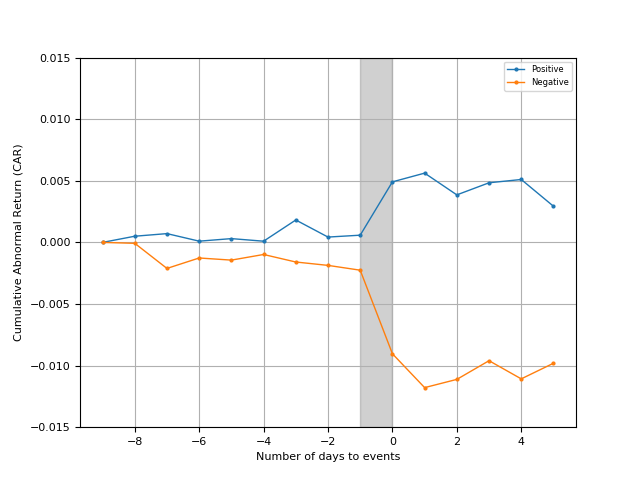 0.015
0.010
0.005
0.000
−0.005
−0.010
−0.015
Cumulative Abnormal Return (CAR)
Positive
Negative
−8 −6 −4 −2 0 2 4
Number of days to events